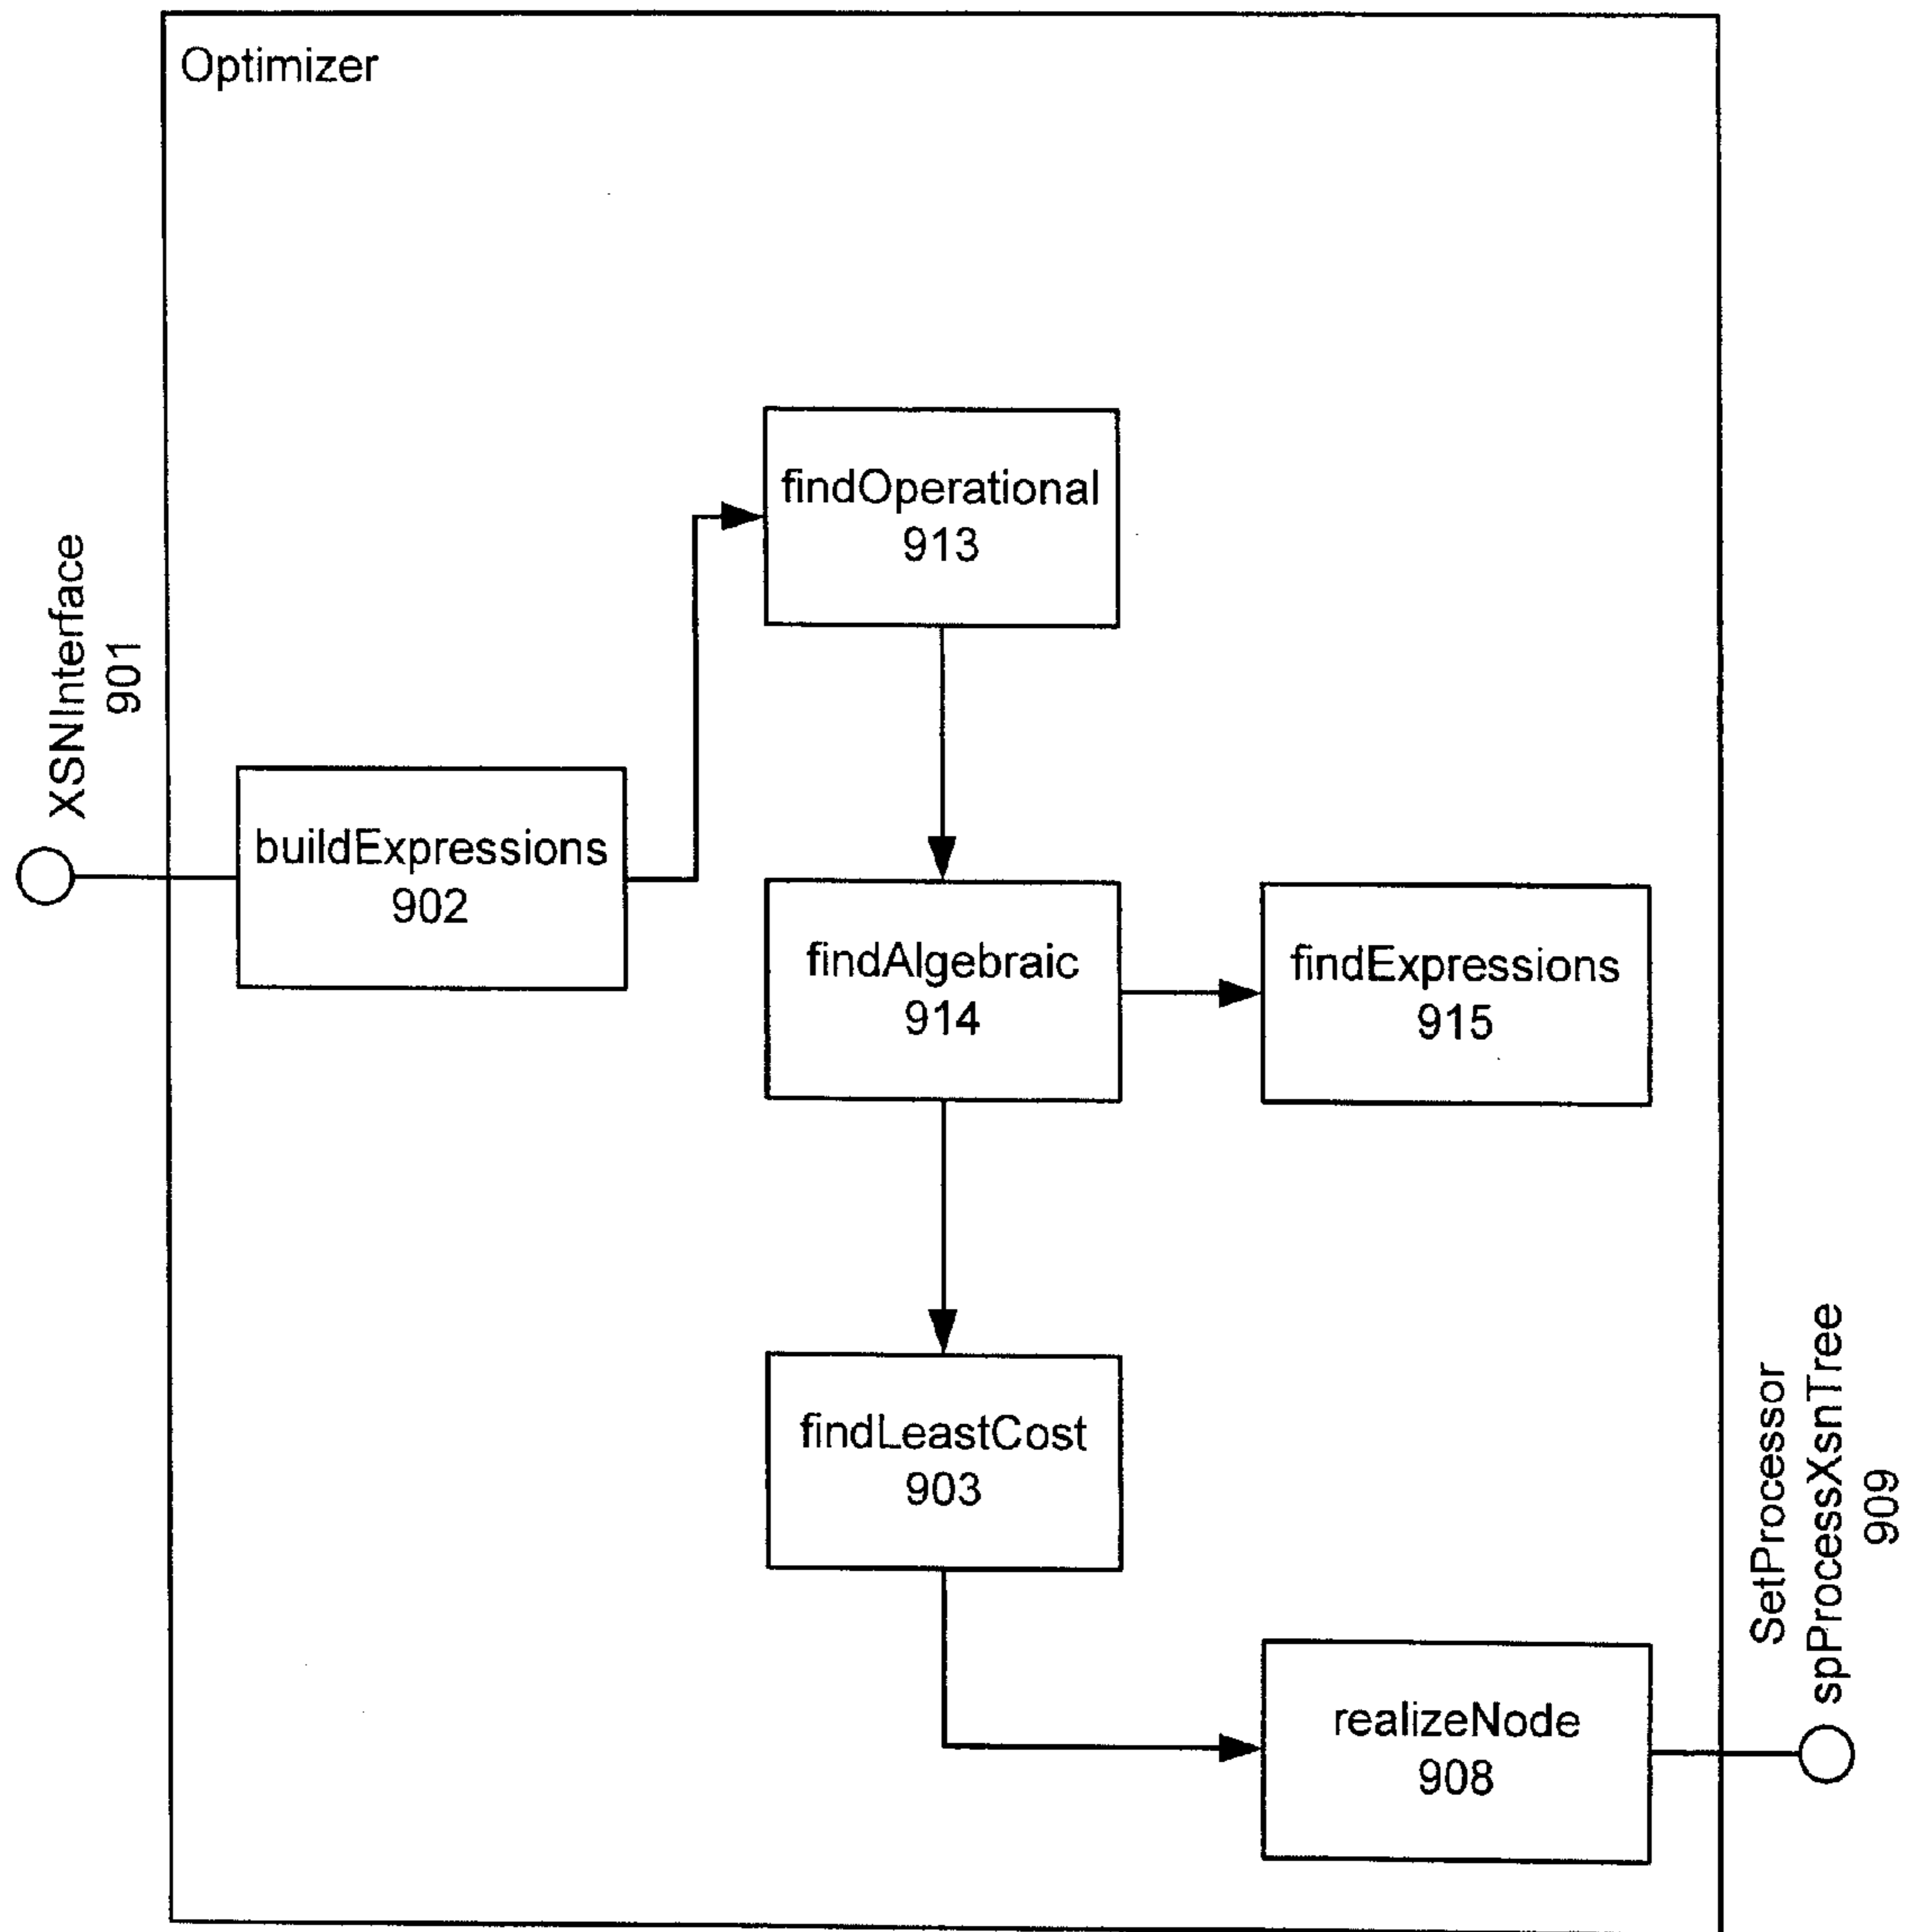 Optimizer
findOperational
913
XSNInterface
901
buildExpressions
902
findAlgebraic
914
findExpressions
915
findLeastCost
903
SetProcessor
spProcessXsnTree
909
realizeNode
908